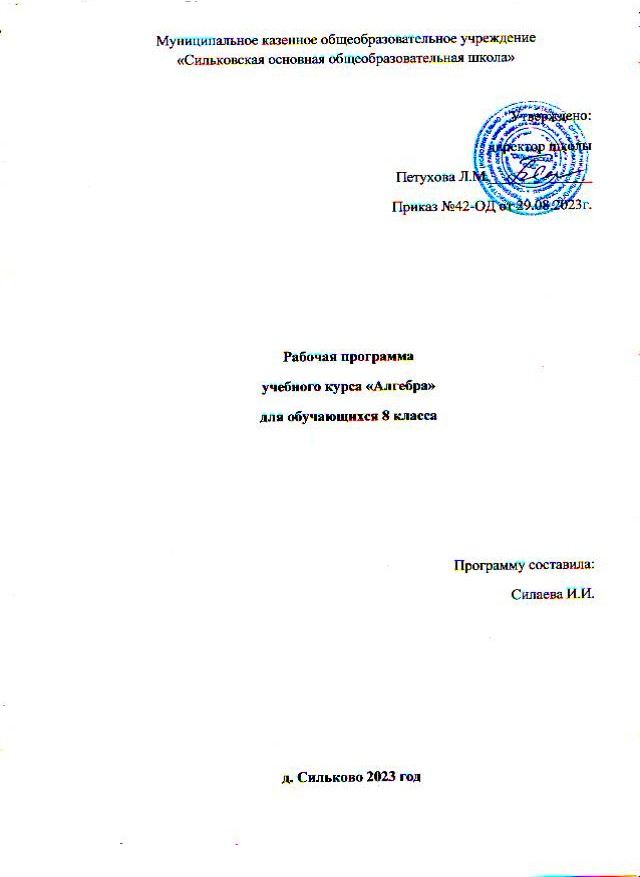 Муниципальное казенное общеобразовательное учреждение
«Сильковская основная общеобразовательная школа»
Утверждено:
директор школы
Петухова Л.М.
Приказ №42-ОД от 29.08.2023г.
Рабочая программа
учебного курса «Алгебра»
для обучающихся 8 класса
Программу составила:
Силаева И.И.
д. Сильково 2023 год